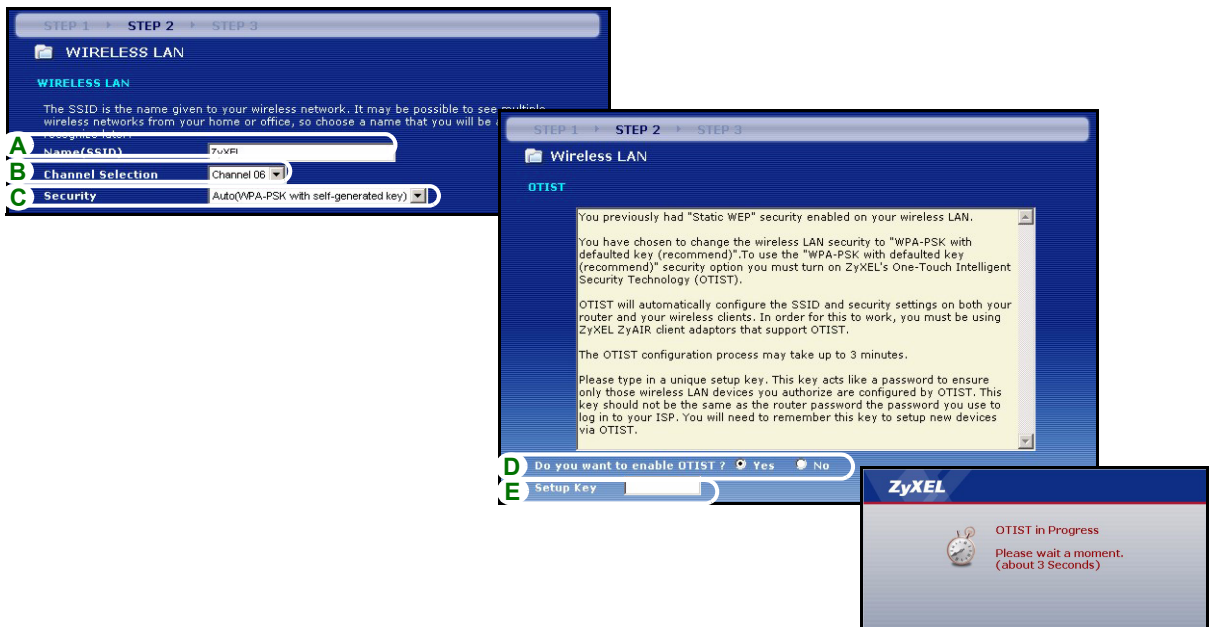 STEP 1 STEP 2 STEP 3
WIRELESS LAN
WIRELESS LAN
The SSID is the name given to your wireless network. It may be possible to see multiple
wireless networks from your home or office, so choose a name that you will be a
recognize later.
A Name(SSID) ZyXEL
B Channel Selection Channel 06
C Security Auto(WPA-PSK with self-generated key)
STEP 1 STEP 2 STEP 3
Wireless LAN
OTIST
You previously had "Static WEP" security enabled on your wireless LAN.
You have chosen to change the wireless LAN security to "WPA-PSK with
defaulted key (recommend)".To use the "WPA-PSK with defaulted key
(recommend)" security option you must turn on ZyXEL's One-Touch Intelligent
Security Technology (OTIST).
OTIST will automatically configure the SSID and security settings on both your
router and your wireless clients. In order for this to work, you must be using
ZyXEL ZyAIR client adaptors that support OTIST.
The OTIST configuration process may take up to 3 minutes.
Please type in a unique setup key. This key acts like a password to ensure
only those wireless LAN devices you authorize are configured by OTIST. This
key should not be the same as the router password the password you use to
log in to your ISP. You will need to remember this key to setup new devices
via OTIST.
D Do you want to enable OTIST ? Yes No
E Setup Key
ZyXEL
OTIST in Progress
Please wait a moment.
(about 3 Seconds)